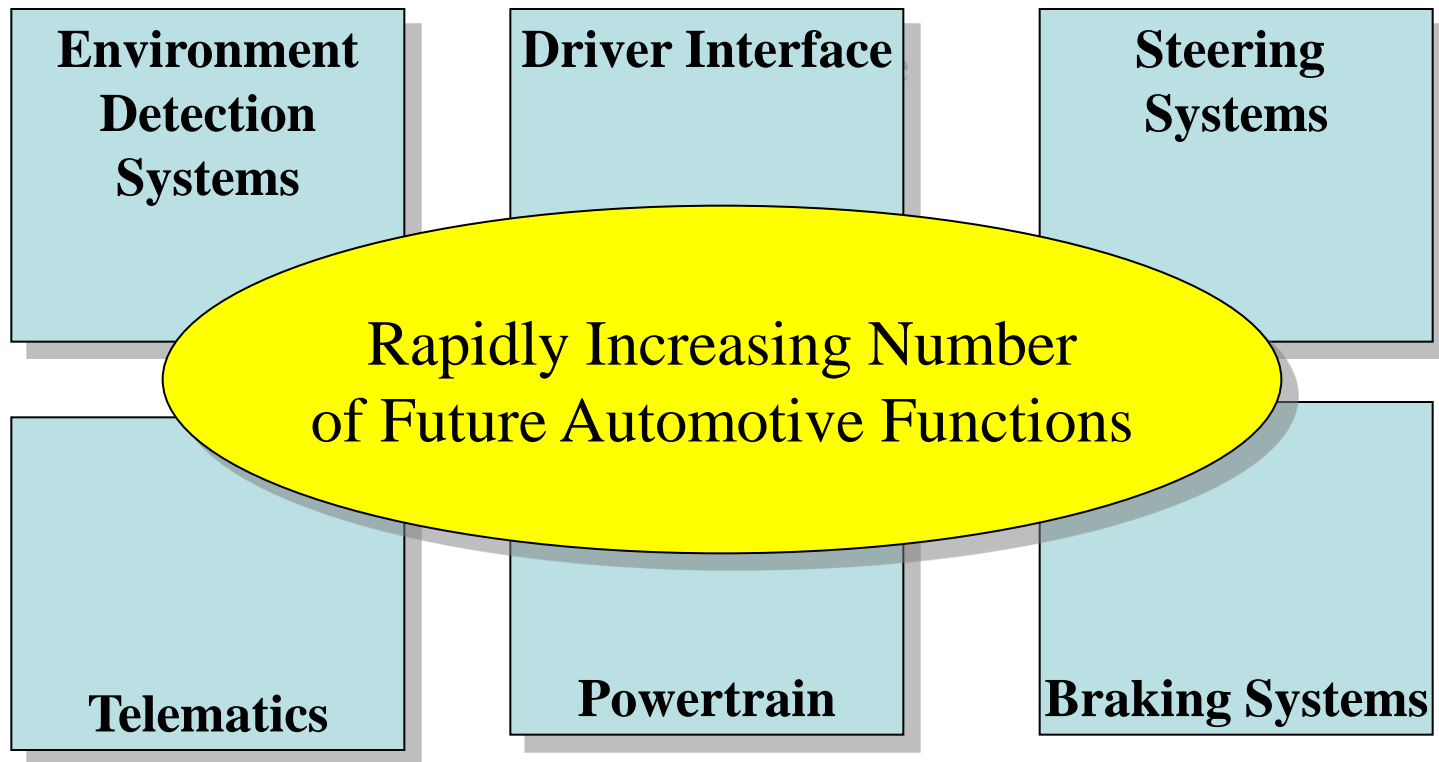 Environment
Detection
Systems
Driver Interface
Steering
Systems
Rapidly Increasing Number
of Future Automotive Functions
Telematics
Powertrain
Braking Systems